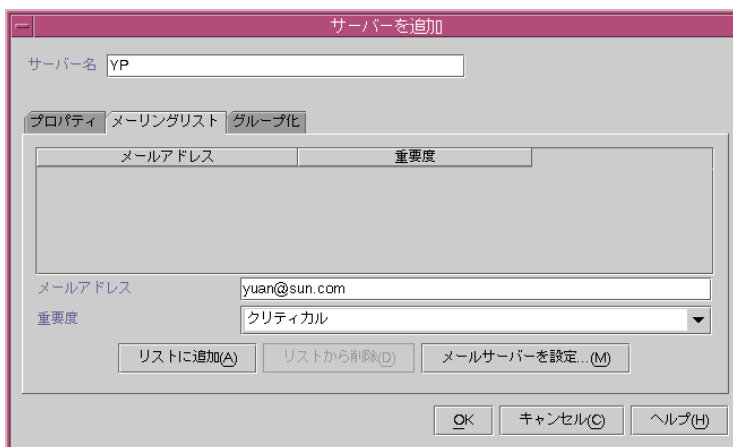 サーバーを追加
サーバー名 YP
プロパティ メーリングリスト グループ化
メールアドレス 重要度
メールアドレス yuan@sun.com
重要度 クリティカル
リストに追加(A) リストから削除(D) メールサーバーを設定...(M)
OK キャンセル(C) ヘルプ(H)